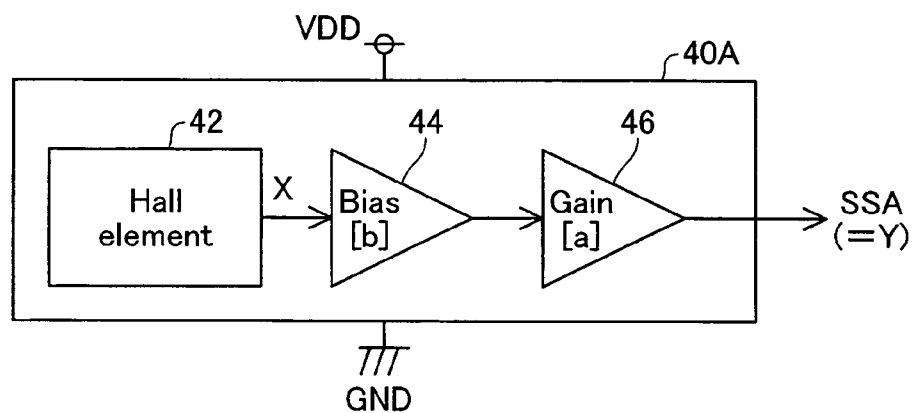 VDD
40A
42
44
46
Hall
element
X
Bias
[b]
Gain
[a]
SSA
(=Y)
GND